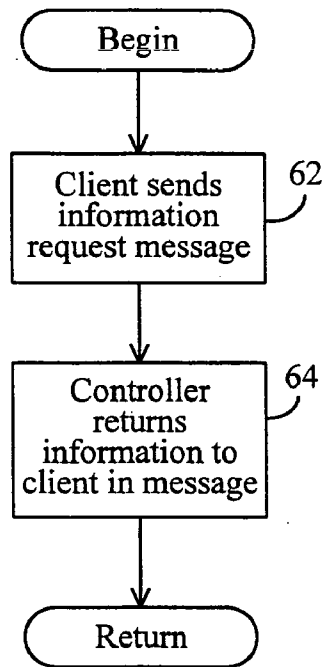 Begin
Client sends
information
request message
62
Controller
returns
information to
client in message
64
Return